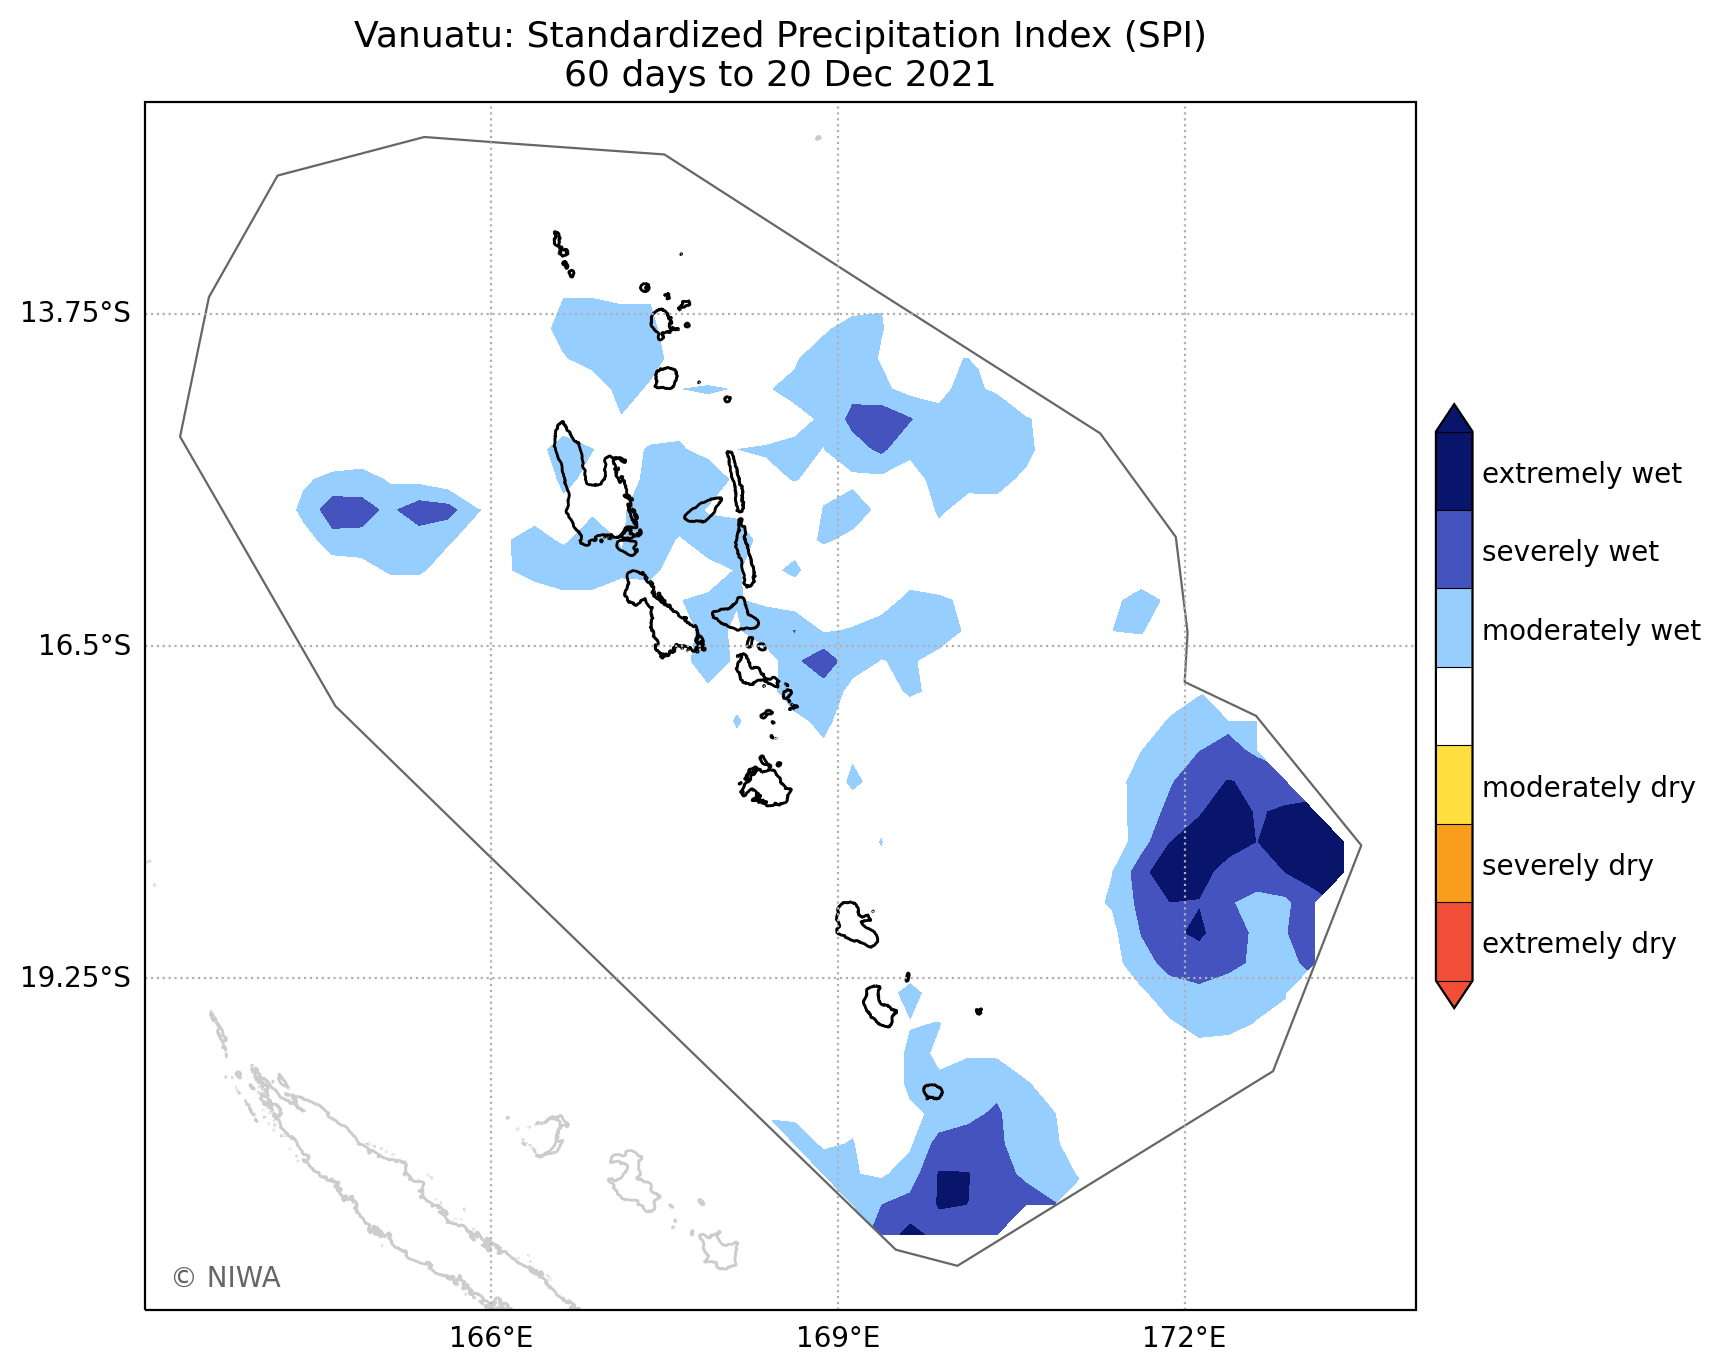 Vanuatu: Standardized Precipitation Index (SPI)
60 days to 20 Dec 2021
13.75°S
16.5°S
19.25°S
166°E
169°E
172°E
extremely wet
severely wet
moderately wet
moderately dry
severely dry
extremely dry
© NIWA